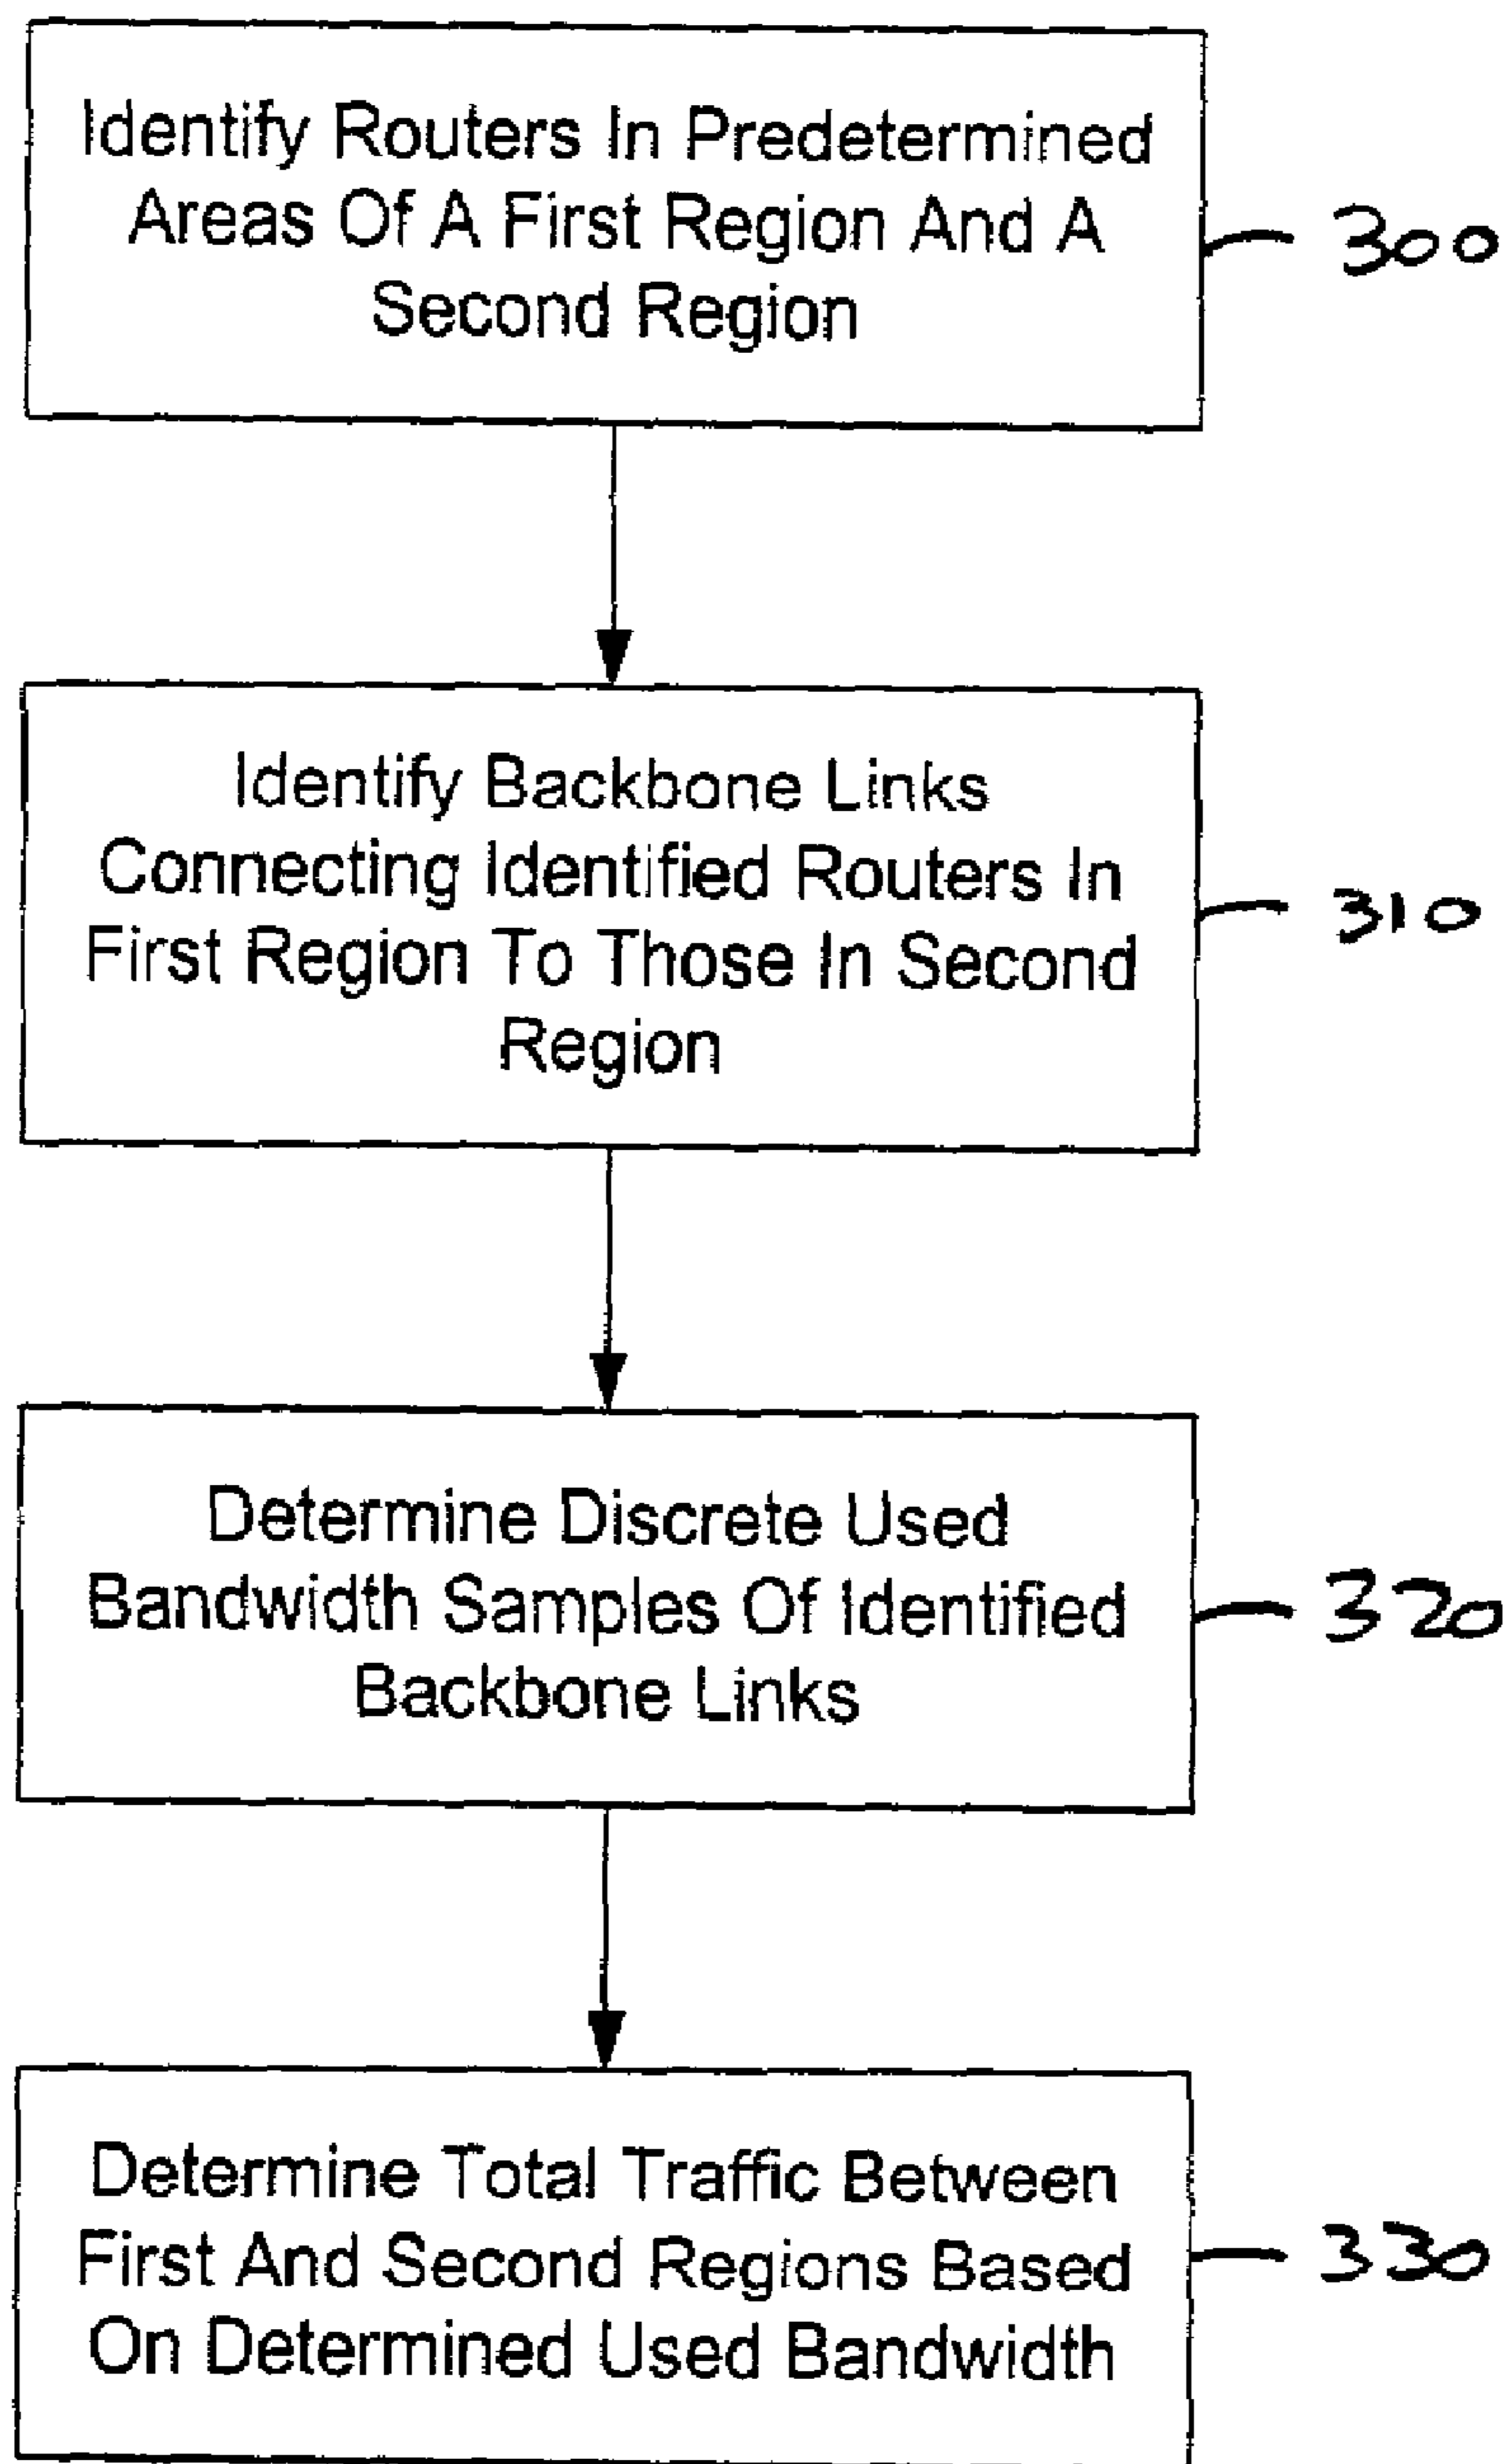 Identify Routers In Predetermined
Areas Of A First Region And A
Second Region
300
Identify Backbone Links
Connecting Identified Routers In
First Region To Those In Second
Region
310
Determine Discrete Used
Bandwidth Samples Of Identified
Backbone Links
320
Determine Total Traffic Between
First And Second Regions Based
On Determined Used Bandwidth
330